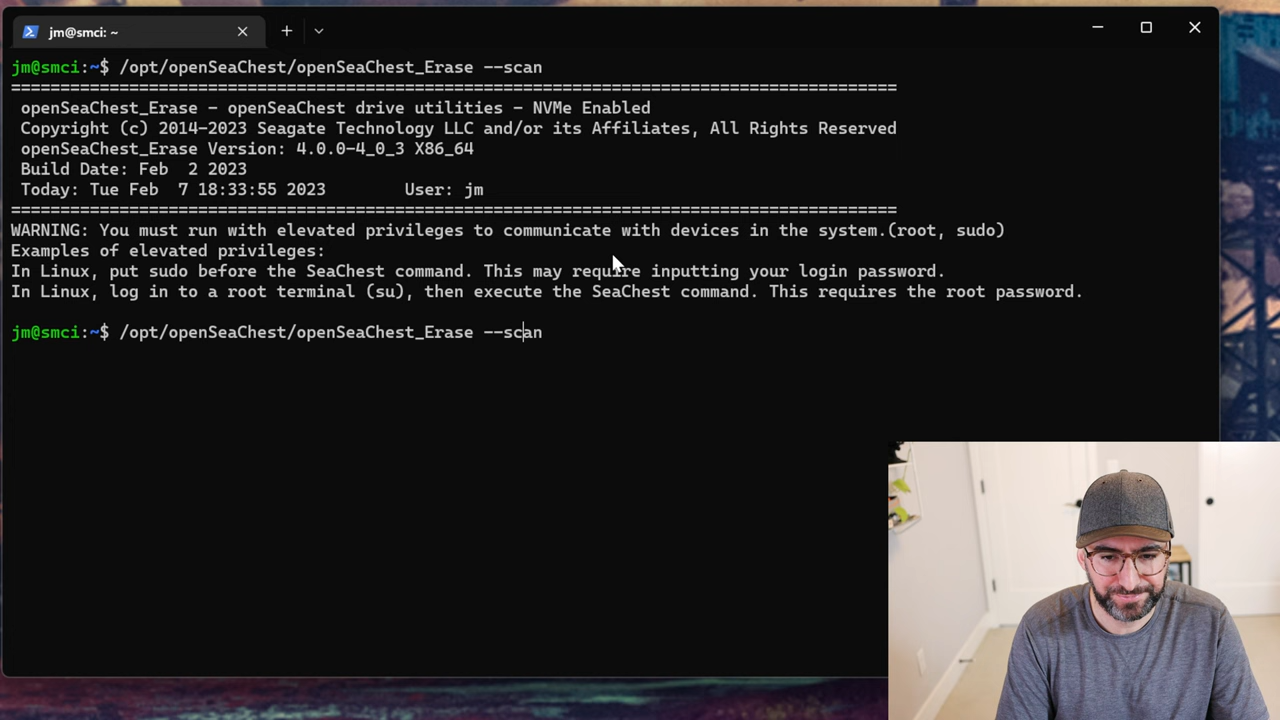 jm@smci: ~
jm@smci:~$ /opt/openSeaChest/openSeaChest_Erase --scan
==========================================================================================
openSeaChest_Erase - openSeaChest drive utilities - NVMe Enabled
Copyright (c) 2014-2023 Seagate Technology LLC and/or its Affiliates, All Rights Reserved
openSeaChest_Erase Version: 4.0.0-4_0_3 X86_64
Build Date: Feb  2 2023
Today: Tue Feb  7 18:33:55 2023        User: jm
==========================================================================================
WARNING: You must run with elevated privileges to communicate with devices in the system.(root, sudo)
Examples of elevated privileges:
In Linux, put sudo before the SeaChest command. This may require inputting your login password.
In Linux, log in to a root terminal (su), then execute the SeaChest command. This requires the root password.
jm@smci:~$ /opt/openSeaChest/openSeaChest_Erase --scan